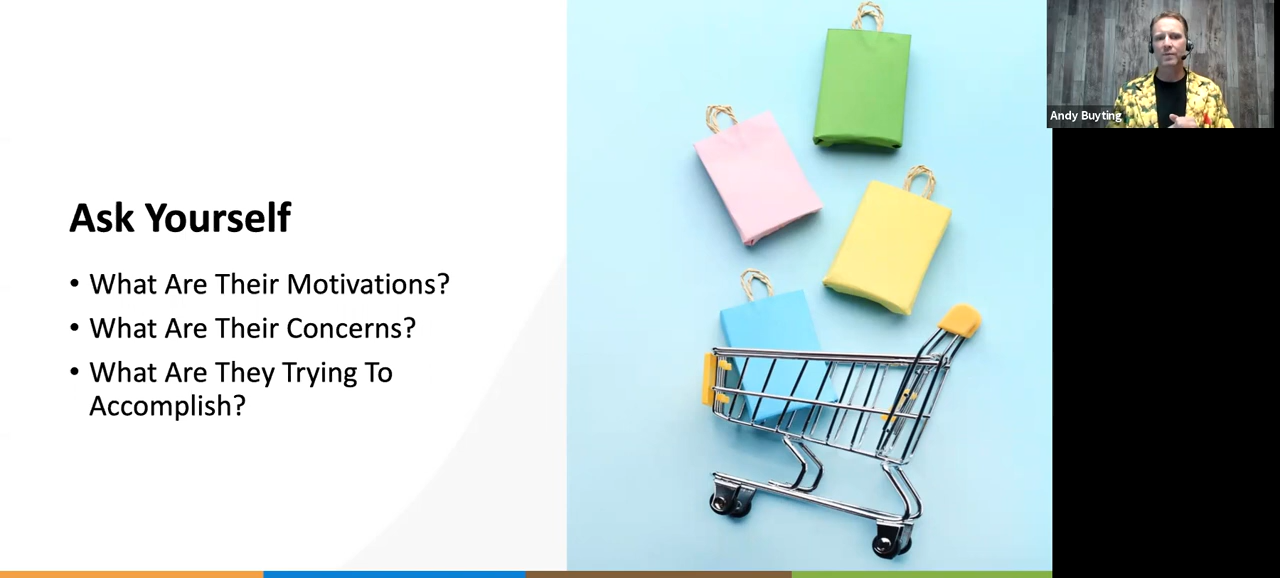 Ask Yourself
• What Are Their Motivations?
• What Are Their Concerns?
• What Are They Trying To
Accomplish?
Andy Buyting